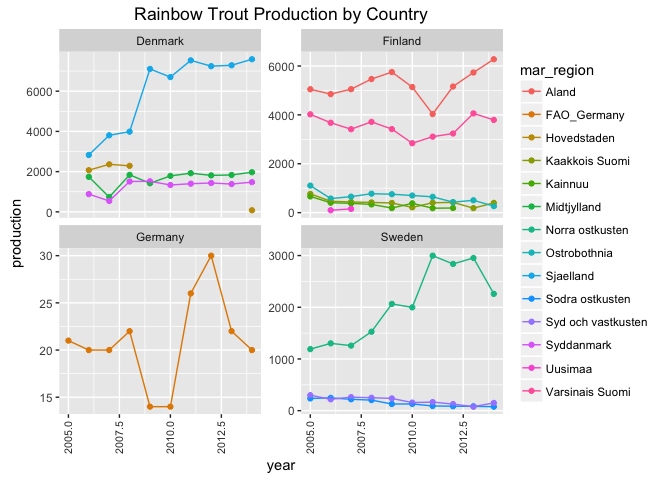 Rainbow Trout Production by Country
Denmark
Finland
6000
4000
2000
0
6000
4000
2000
0
Germany
Sweden
30
25
20
15
3000
2000
1000
0
2005.0
2007.5
2010.0
2012.5
2005.0
2007.5
2010.0
2012.5
production
year
mar_region
Aland
FAO_Germany
Hovedstaden
Kaakkois Suomi
Kainnuu
Midtjylland
Norra ostkusten
Ostrobothnia
Sjaelland
Sodra ostkusten
Syd och vastkusten
Syddanmark
Uusimaa
Varsinais Suomi